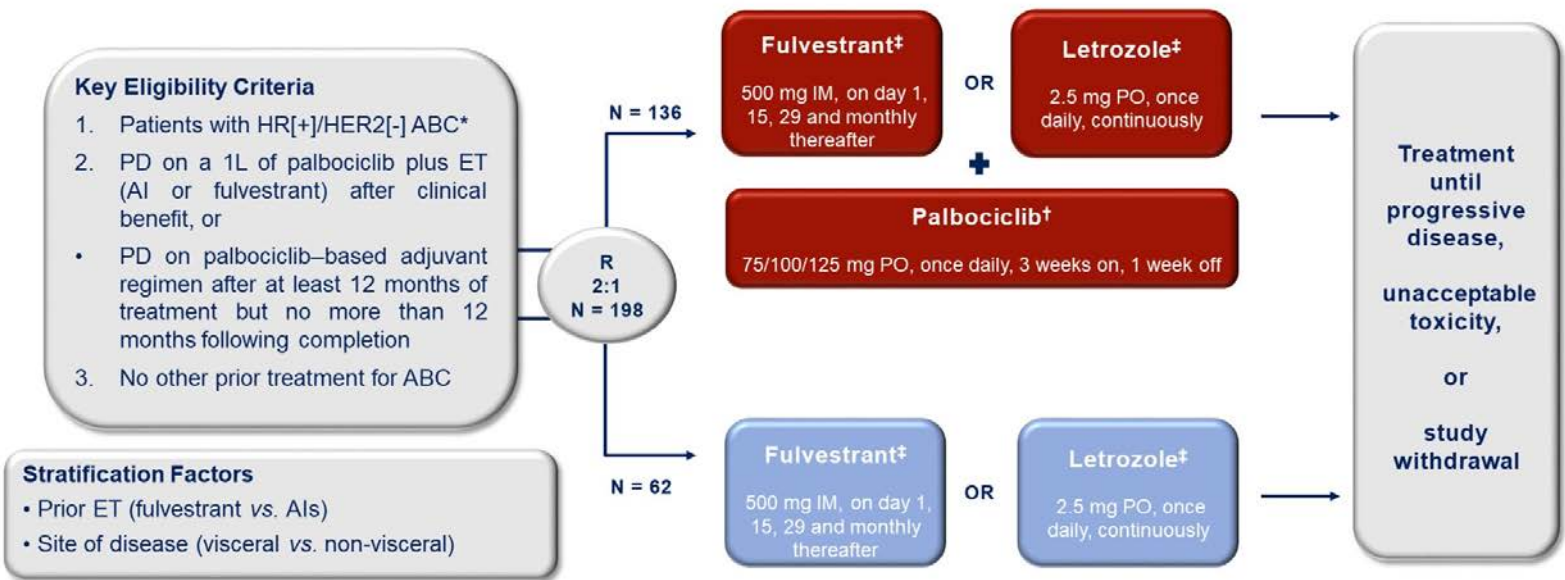 Key Eligibility Criteria
1. Patients with HR[+]/HER2[-] ABC*
2. PD on a 1L of palbociclib plus ET
(AI or fulvestrant) after clinical
benefit, or
• PD on palbociclib–based adjuvant
regimen after at least 12 months of
treatment but no more than 12
months following completion
3. No other prior treatment for ABC
Stratification Factors
• Prior ET (fulvestrant vs. AIs)
• Site of disease (visceral vs. non-visceral)
R
2:1
N = 198
N = 136
Fulvestrant‡
500 mg IM, on day 1,
15, 29 and monthly
thereafter
OR
Letrozole‡
2.5 mg PO, once
daily, continuously
+
Palbociclib†
75/100/125 mg PO, once daily, 3 weeks on, 1 week off
N = 62
Fulvestrant‡
500 mg IM, on day 1,
15, 29 and monthly
thereafter
OR
Letrozole‡
2.5 mg PO, once
daily, continuously
Treatment
until
progressive
disease,
unacceptable
toxicity,
or
study
withdrawal